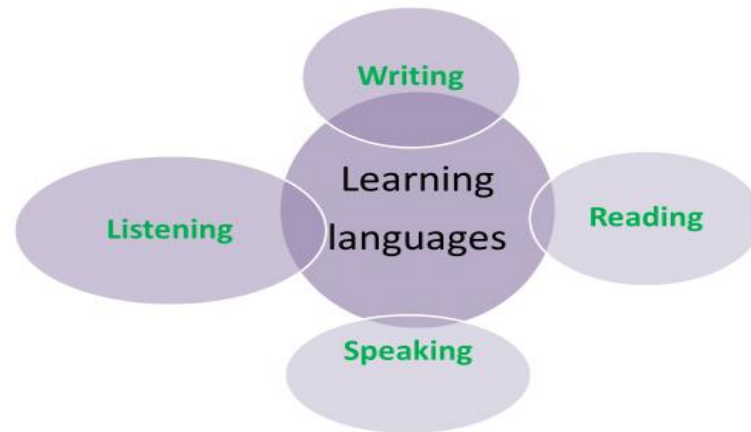 Writing
Learning
languages
Listening
Reading
Speaking